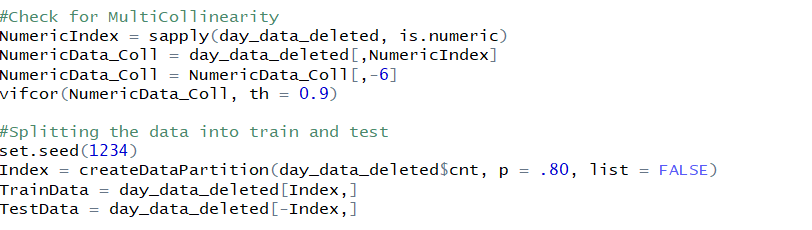 #Check for MultiCollinearity
NumericIndex = sapply(day_data_deleted, is.numeric)
NumericData_Coll = day_data_deleted[,NumericIndex]
NumericData_Coll = NumericData_Coll[,-6]
vifcor(NumericData_Coll, th = 0.9)
#Splitting the data into train and test
set.seed(1234)
Index = createDataPartition(day_data_deleted$cnt, p = .80, list = FALSE)
TrainData = day_data_deleted[Index,]
TestData = day_data_deleted[-Index,]